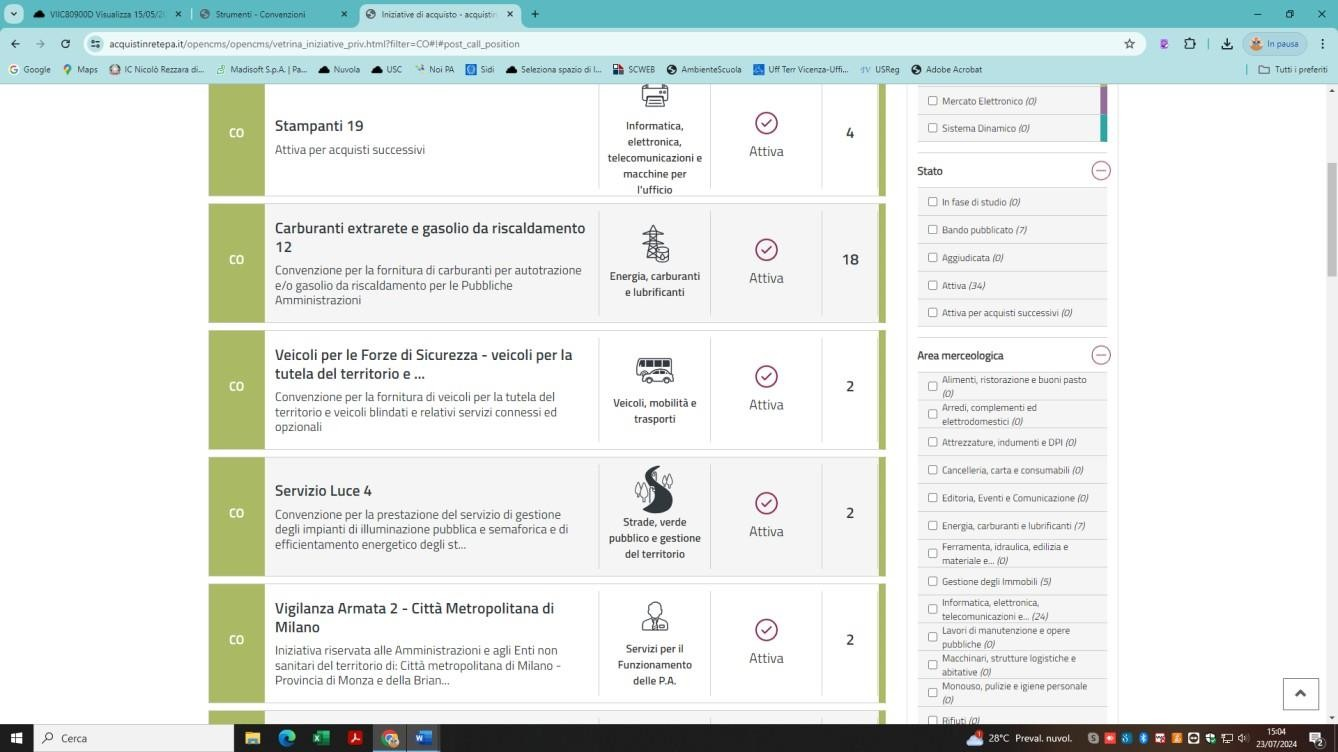 VIIC80900D Visualizza 15/05/20
Strumenti - Convenzioni
Iniziative di acquisto - acquistin
acquistinretepa.it/opencms/opencms/vetrina_iniziative_priv.html?filter=CO#!#post_call_position
In pausa
Google
Maps
IC Nicolò Rezzara di...
Madisoft S.p.A. | Pa...
Nuvola
USC
Noi PA
Sidi
Seleziona spazio di l...
SCWEB
AmbienteScuola
Uff Terr Vicenza-Uffi...
USReg
Adobe Acrobat
Tutti i preferiti
CO
Stampanti 19
Attiva per acquisti successivi
Informatica,
elettronica,
telecomunicazioni e
macchine per
l'ufficio
Attiva
4
CO
Carburanti extrarete e gasolio da riscaldamento
12
Convenzione per la fornitura di carburanti per autotrazione
e/o gasolio da riscaldamento per le Pubbliche
Amministrazioni
Energia, carburanti
e lubrificanti
Attiva
18
CO
Veicoli per le Forze di Sicurezza - veicoli per la
tutela del territorio e ...
Convenzione per la fornitura di veicoli per la tutela del
territorio e veicoli blindati e relativi servizi connessi ed
opzionali
Veicoli, mobilità e
trasporti
Attiva
2
CO
Servizio Luce 4
Convenzione per la prestazione del servizio di gestione
degli impianti di illuminazione pubblica e semaforica e di
efficientamento energetico degli st...
Strade, verde
pubblico e gestione
del territorio
Attiva
2
CO
Vigilanza Armata 2 - Città Metropolitana di
Milano
Iniziativa riservata alle Amministrazioni e agli Enti non
sanitari del territorio di: Città metropolitana di Milano -
Provincia di Monza e della Brian...
Servizi per il
Funzionamento
delle P.A.
Attiva
2
Mercato Elettronico (0)
Sistema Dinamico (0)
Stato
In fase di studio (0)
Bando pubblicato (7)
Aggiudicata (0)
Attiva (34)
Attiva per acquisti successivi (0)
Area merceologica
Alimenti, ristorazione e buoni pasto
(0)
Arredi, complementi ed
elettrodomestici (0)
Attrezzature, indumenti e DPI (0)
Cancelleria, carta e consumabili (0)
Editoria, Eventi e Comunicazione (0)
Energia, carburanti e lubrificanti (7)
Ferramenta, idraulica, edilizia e
materiale e... (0)
Gestione degli Immobili (5)
Informatica, elettronica,
telecomunicazioni e... (24)
Lavori di manutenzione e opere
pubbliche (0)
Macchinari, strutture logistiche e
abitative (0)
Monouso, pulizie e igiene personale
(0)
Rifiuti (0)
Cerca
28°C Preval. nuvol.
15:04
23/07/2024
2